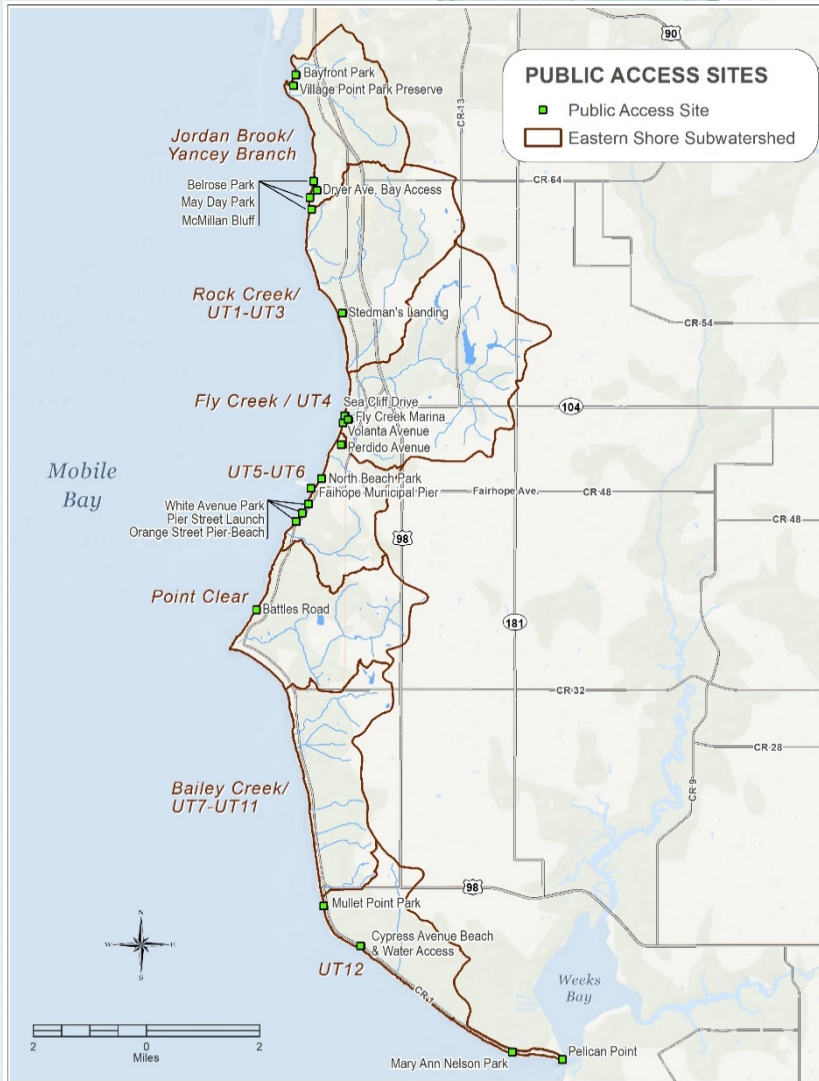 90
PUBLIC ACCESS SITES
Public Access Site
Eastern Shore Subwatershed
Bayfront Park
Village Point Park Preserve
CR 13
Jordan Brook/
Yancey Branch
Belrose Park
Dryer Ave. Bay Access
May Day Park
McMillan Bluff
CR 64
Rock Creek/
UT1-UT3
Stedman's Landing
CR 54
Fly Creek / UT4
Sea Cliff Drive
Fly Creek Marina
Volanta Avenue
Perdido Avenue
104
Mobile
Bay
UT5-UT6
North Beach Park
Faihope Municipal Pier
Fairhope Ave.
CR 48
White Avenue Park
Pier Street Launch
Orange Street Pier-Beach
CR 48
98
Point Clear
Battles Road
181
CR 32
CR 28
CR 9
Bailey Creek/
UT7-UT11
98
Mullet Point Park
Cypress Avenue Beach
& Water Access
UT12
CR 1
Weeks
Bay
Mary Ann Nelson Park
Pelican Point
N
W
E
S
2
0
2
Miles